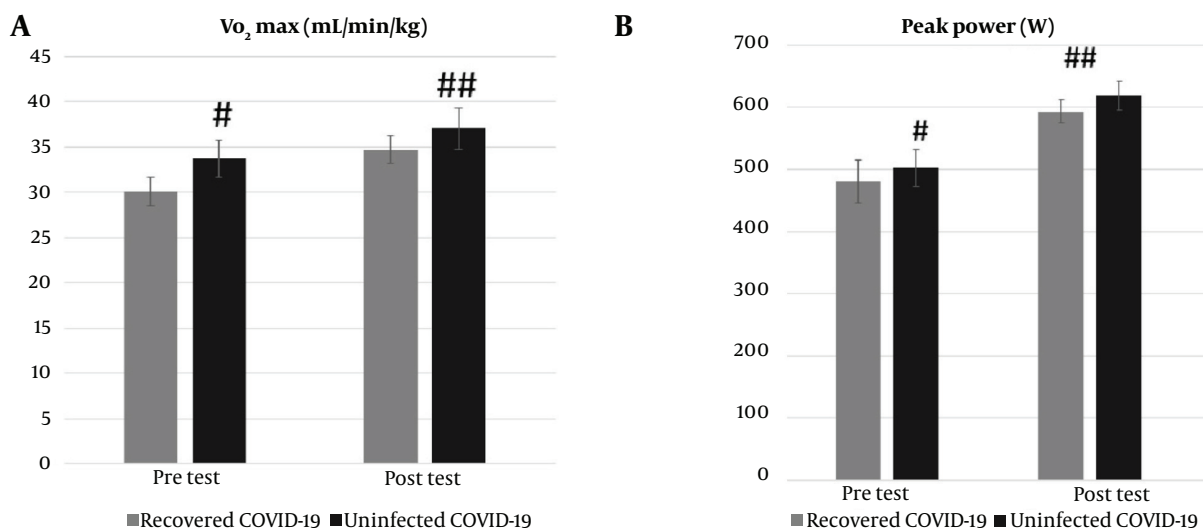 A
Vo₂ max (mL/min/kg)
45
40
35
30
25
20
15
10
5
0
#
##
Pre test
Post test
Recovered COVID-19
Uninfected COVID-19
B
Peak power (W)
700
600
500
400
300
200
100
0
#
##
Pre test
Post test
Recovered COVID-19
Uninfected COVID-19